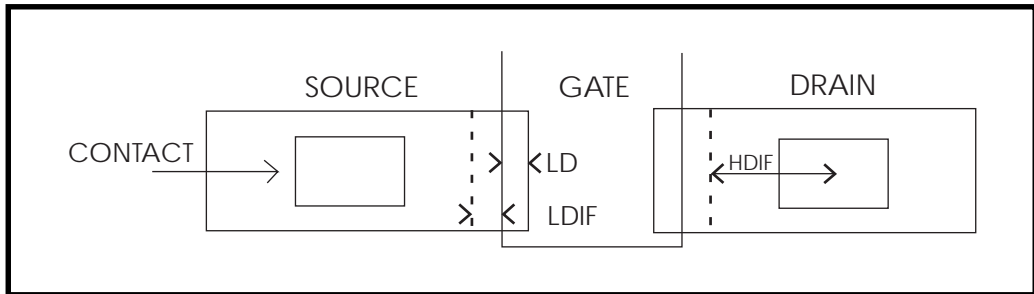 SOURCE GATE DRAIN
CONTACT
LD
HDIF
LDIF